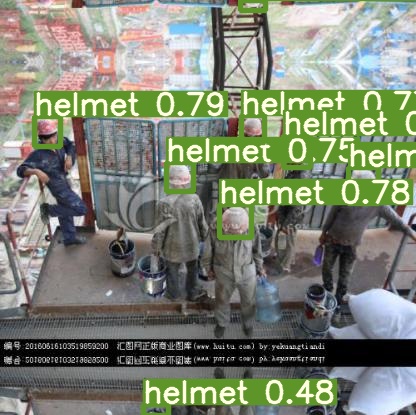 helmet 0.79
helmet 0.7
helmet 0
helmet 0.75
helm
helmet 0.78
编号:20160616103519859200 汇图网正版商业图库(www.huitu.com) by:yekuangtiandi
helmet 0.48